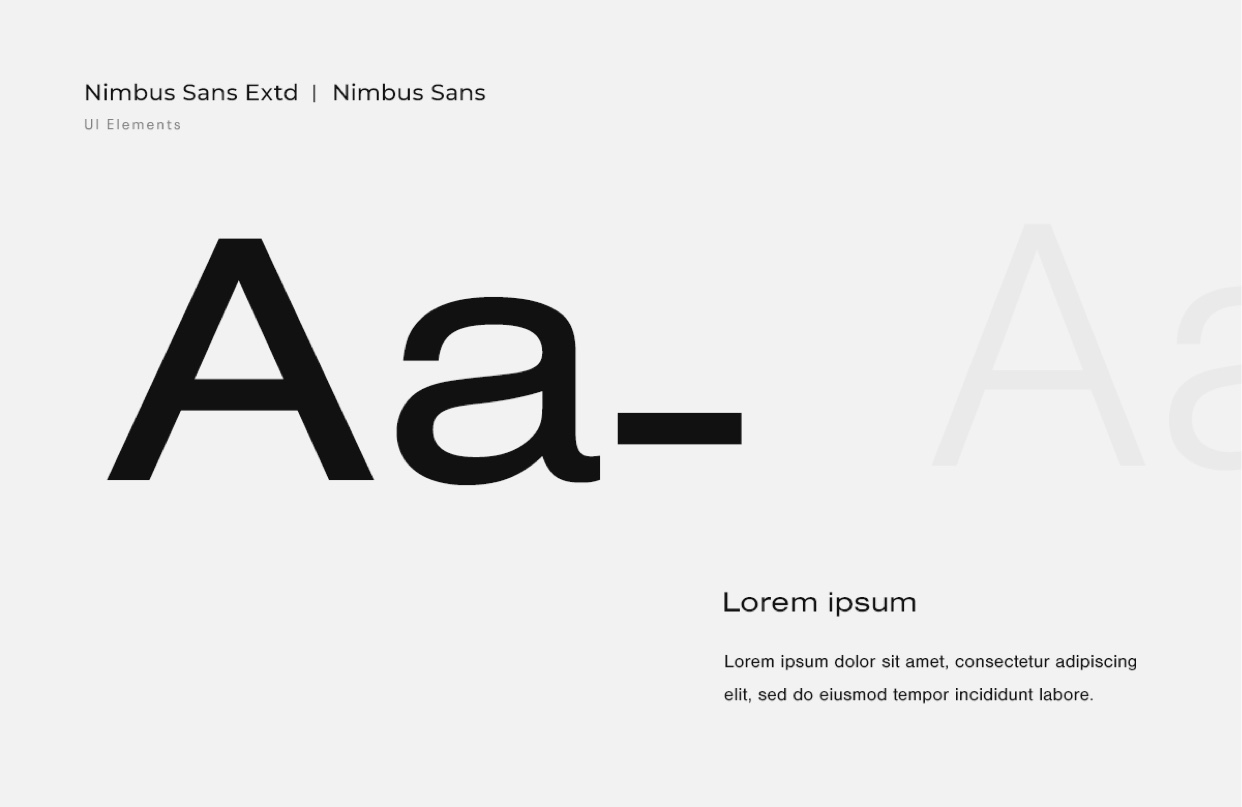 Nimbus Sans Extd | Nimbus Sans
UI Elements
Aa-
Aa
Lorem ipsum
Lorem ipsum dolor sit amet, consectetur adipiscing
elit, sed do eiusmod tempor incididunt labore.